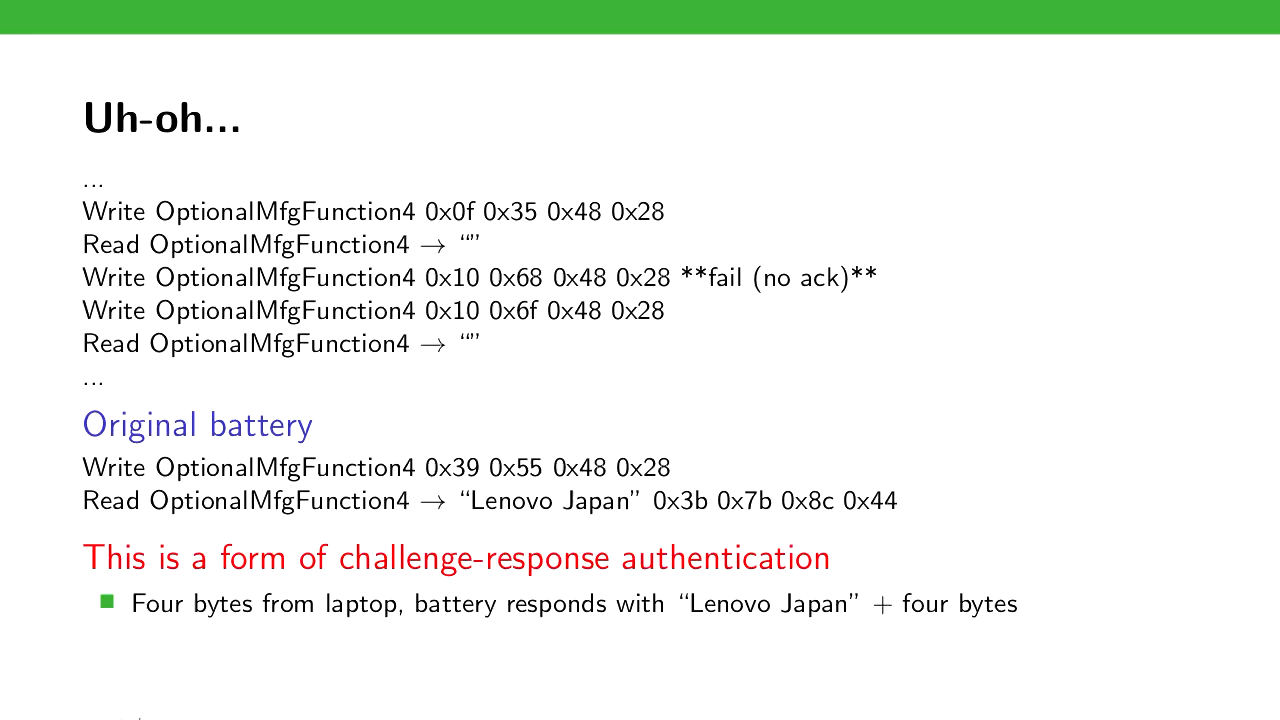 Uh-oh...
...
Write OptionalMfgFunction4 0x0f 0x35 0x48 0x28
Read OptionalMfgFunction4 → “”
Write OptionalMfgFunction4 0x10 0x68 0x48 0x28 **fail (no ack)**
Write OptionalMfgFunction4 0x10 0x6f 0x48 0x28
Read OptionalMfgFunction4 → “”
...
Original battery
Write OptionalMfgFunction4 0x39 0x55 0x48 0x28
Read OptionalMfgFunction4 → “Lenovo Japan” 0x3b 0x7b 0x8c 0x44
This is a form of challenge-response authentication
Four bytes from laptop, battery responds with “Lenovo Japan” + four bytes